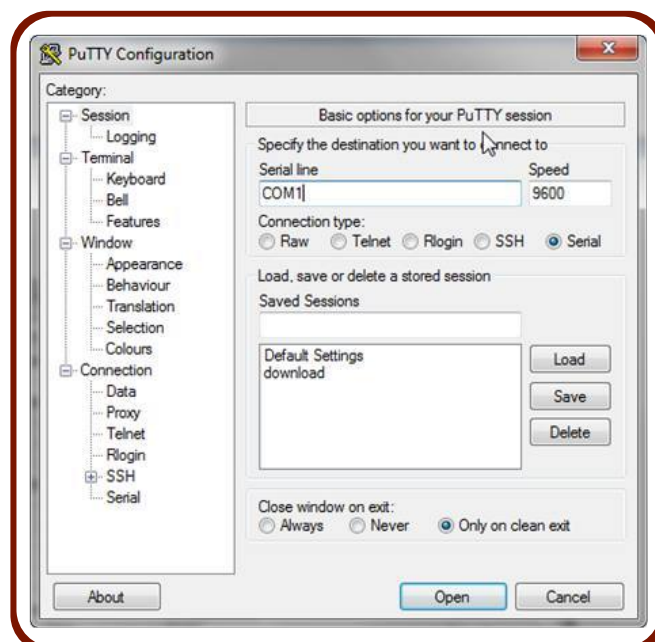 PuTTY Configuration
Category:
Session
Logging
Terminal
Keyboard
Bell
Features
Window
Appearance
Behaviour
Translation
Selection
Colours
Connection
Data
Proxy
Telnet
Rlogin
SSH
Serial
Basic options for your PuTTY session
Specify the destination you want to connect to
Serial line Speed
COM1 9600
Connection type:
Raw Telnet Rlogin SSH Serial
Load, save or delete a stored session
Saved Sessions
Default Settings
download
Load
Save
Delete
Close window on exit:
Always Never Only on clean exit
About Open Cancel